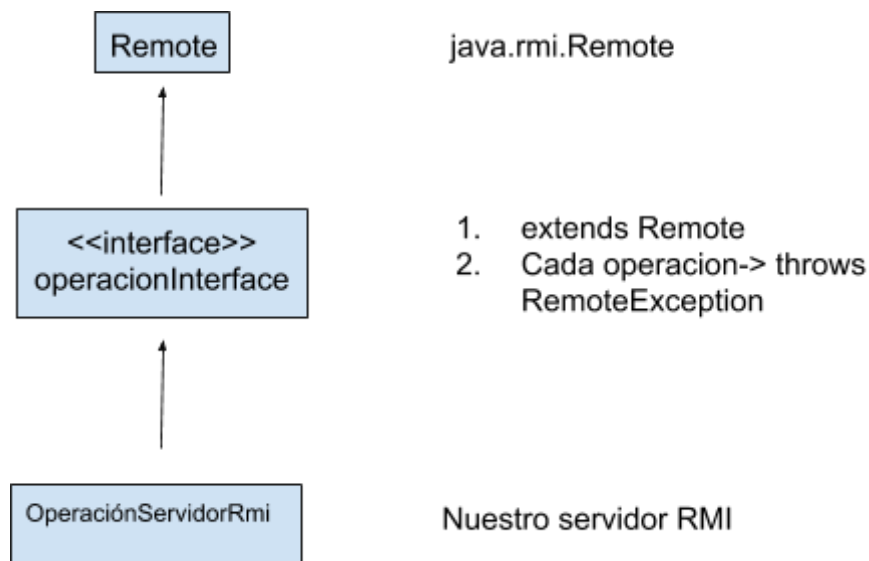 Remote
java.rmi.Remote
<<interface>>
operacionInterface
1. extends Remote
2. Cada operacion-> throws
RemoteException
OperaciónServidorRmi
Nuestro servidor RMI